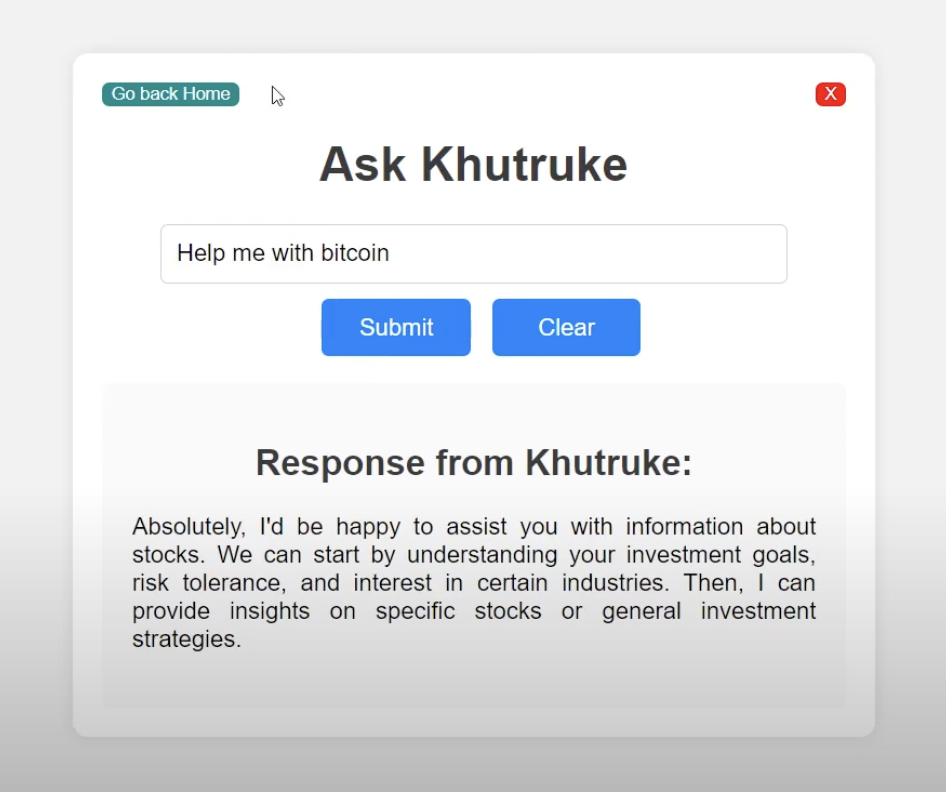 Go back Home
X
Ask Khutruke
Help me with bitcoin
Submit
Clear
Response from Khutruke:
Absolutely, I'd be happy to assist you with information about
stocks. We can start by understanding your investment goals,
risk tolerance, and interest in certain industries. Then, I can
provide insights on specific stocks or general investment
strategies.